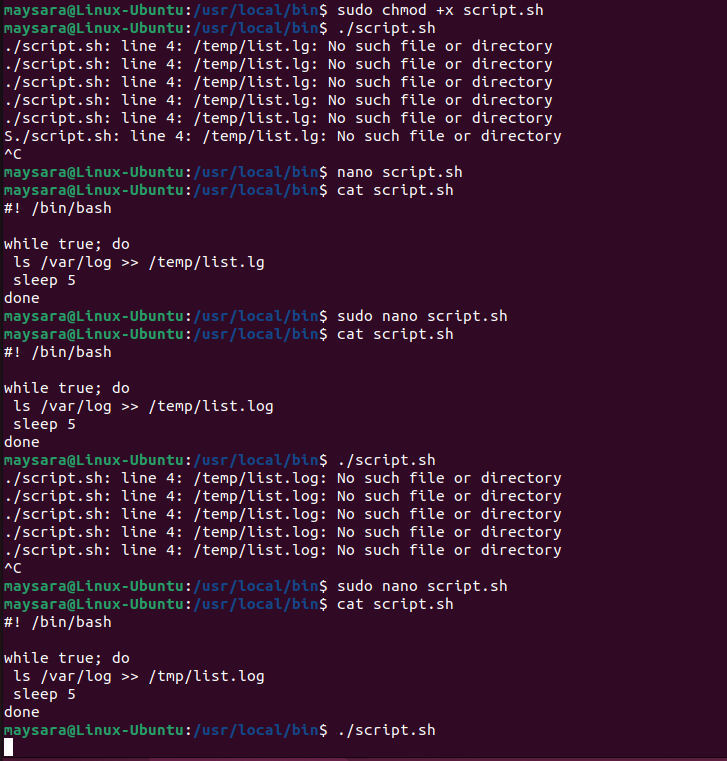 maysara@Linux-Ubuntu:/usr/local/bin$ sudo chmod +x script.sh
maysara@Linux-Ubuntu:/usr/local/bin$ ./script.sh
./script.sh: line 4: /temp/list.lg: No such file or directory
./script.sh: line 4: /temp/list.lg: No such file or directory
./script.sh: line 4: /temp/list.lg: No such file or directory
./script.sh: line 4: /temp/list.lg: No such file or directory
./script.sh: line 4: /temp/list.lg: No such file or directory
S./script.sh: line 4: /temp/list.lg: No such file or directory
^C
maysara@Linux-Ubuntu:/usr/local/bin$ nano script.sh
maysara@Linux-Ubuntu:/usr/local/bin$ cat script.sh
#! /bin/bash

while true; do
 ls /var/log >> /temp/list.lg
 sleep 5
done
maysara@Linux-Ubuntu:/usr/local/bin$ sudo nano script.sh
maysara@Linux-Ubuntu:/usr/local/bin$ cat script.sh
#! /bin/bash

while true; do
 ls /var/log >> /temp/list.log
 sleep 5
done
maysara@Linux-Ubuntu:/usr/local/bin$ ./script.sh
./script.sh: line 4: /temp/list.log: No such file or directory
./script.sh: line 4: /temp/list.log: No such file or directory
./script.sh: line 4: /temp/list.log: No such file or directory
./script.sh: line 4: /temp/list.log: No such file or directory
./script.sh: line 4: /temp/list.log: No such file or directory
^C
maysara@Linux-Ubuntu:/usr/local/bin$ sudo nano script.sh
maysara@Linux-Ubuntu:/usr/local/bin$ cat script.sh
#! /bin/bash

while true; do
 ls /var/log >> /tmp/list.log
 sleep 5
done
maysara@Linux-Ubuntu:/usr/local/bin$ ./script.sh